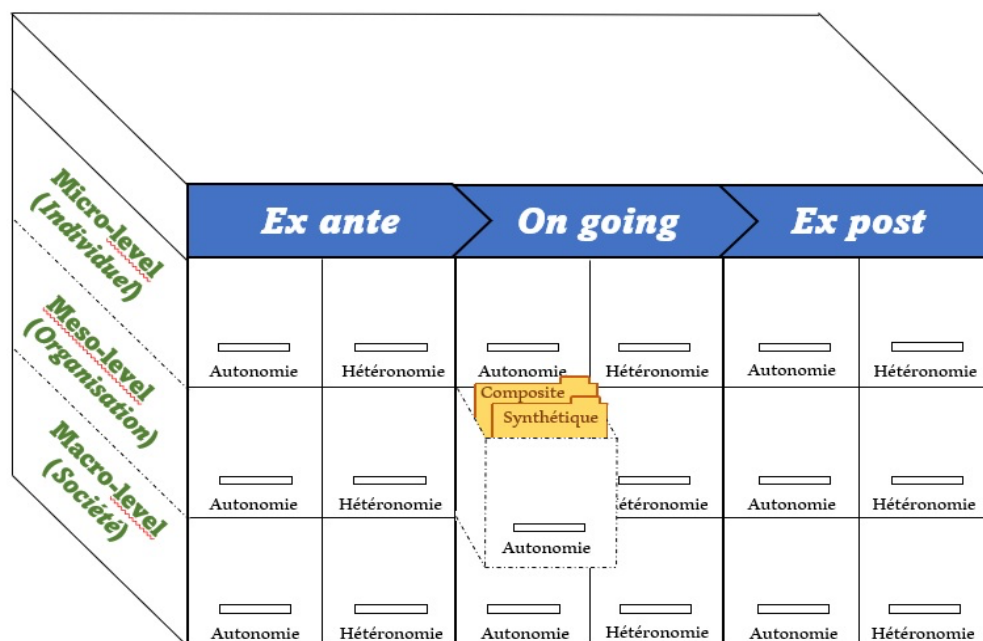 Ex ante
On going
Ex post
Micro-level
(Individuel)
Autonomie
Hétéronomie
Autonomie
Hétéronomie
Autonomie
Hétéronomie
Composite
Synthétique
Meso-level
(Organisation)
Autonomie
Hétéronomie
Autonomie
étéronomie
Autonomie
Hétéronomie
Macro-level
(Société)
Autonomie
Hétéronomie
Autonomie
Hétéronomie
Autonomie
Hétéronomie